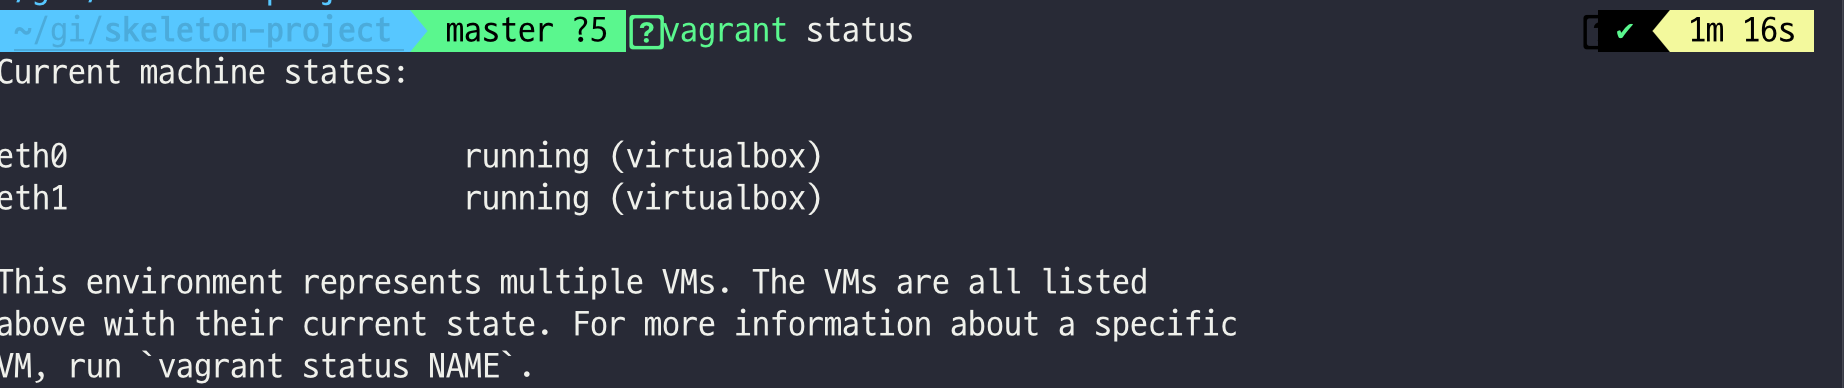 ~/gi/skeleton-project master ?5 vagrant status ✔ 1m 16s
Current machine states:
eth0 running (virtualbox)
eth1 running (virtualbox)
This environment represents multiple VMs. The VMs are all listed
above with their current state. For more information about a specific
VM, run `vagrant status NAME`.